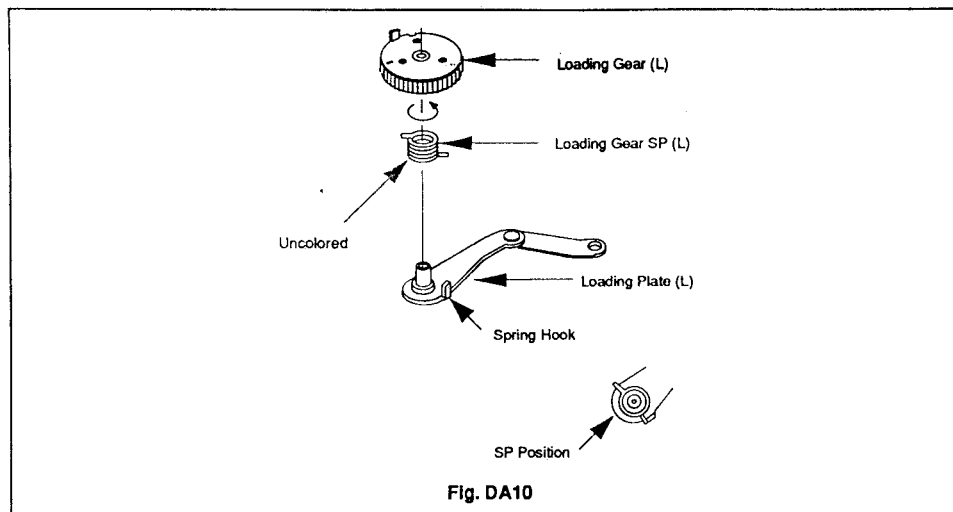 Loading Gear (L)
Loading Gear SP (L)
Uncolored
Loading Plate (L)
Spring Hook
SP Position
Fig. DA10